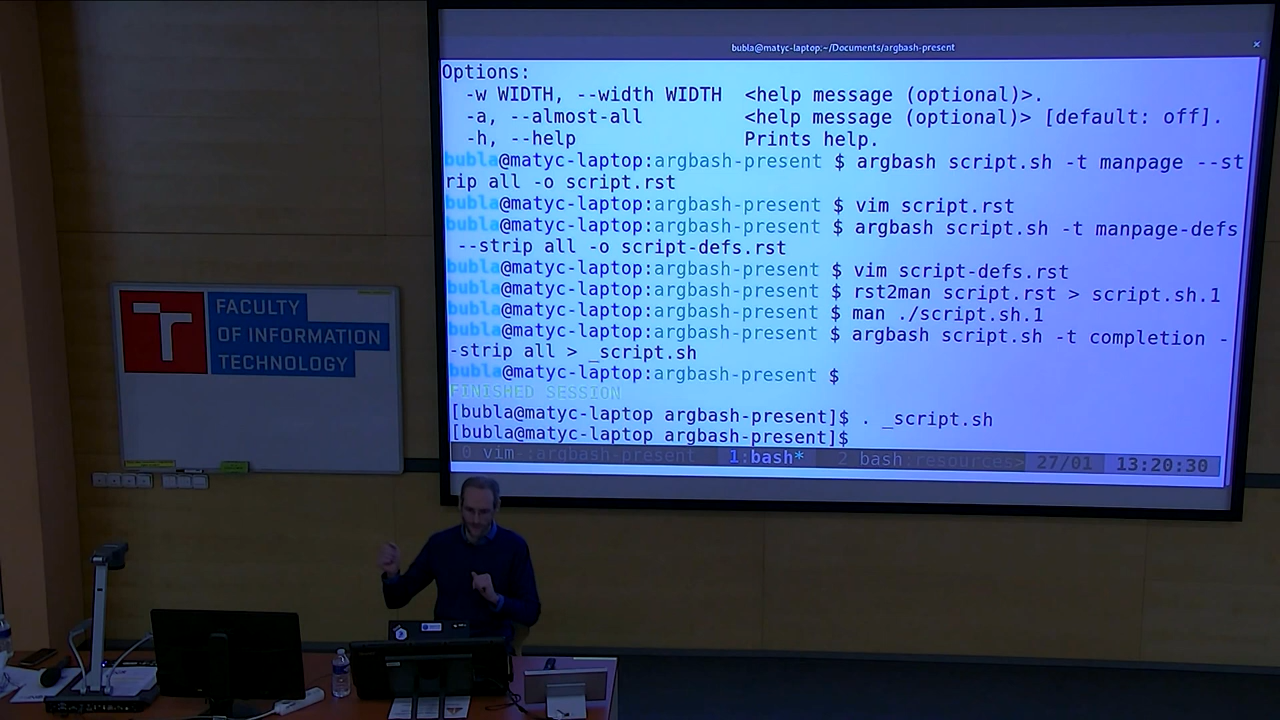 bubla@matyc-laptop:~/Documents/argbash-present
×
Options:
-w WIDTH, --width WIDTH <help message (optional)>.
-a, --almost-all <help message (optional)> [default: off].
-h, --help Prints help.
bubla@matyc-laptop:argbash-present $ argbash script.sh -t manpage --st
rip all -o script.rst
bubla@matyc-laptop:argbash-present $ vim script.rst
bubla@matyc-laptop:argbash-present $ argbash script.sh -t manpage-defs
--strip all -o script-defs.rst
bubla@matyc-laptop:argbash-present $ vim script-defs.rst
bubla@matyc-laptop:argbash-present $ rst2man script.rst > script.sh.1
bubla@matyc-laptop:argbash-present $ man ./script.sh.1
bubla@matyc-laptop:argbash-present $ argbash script.sh -t completion -
-strip all > _script.sh
bubla@matyc-laptop:argbash-present $
FINISHED SESSION
[bubla@matyc-laptop argbash-present]$ . _script.sh
[bubla@matyc-laptop argbash-present]$
0 vim-:argbash-present 1:bash* 2 bash:resources> 27/01 13:20:30
FACULTY
OF INFORMATION
TECHNOLOGY